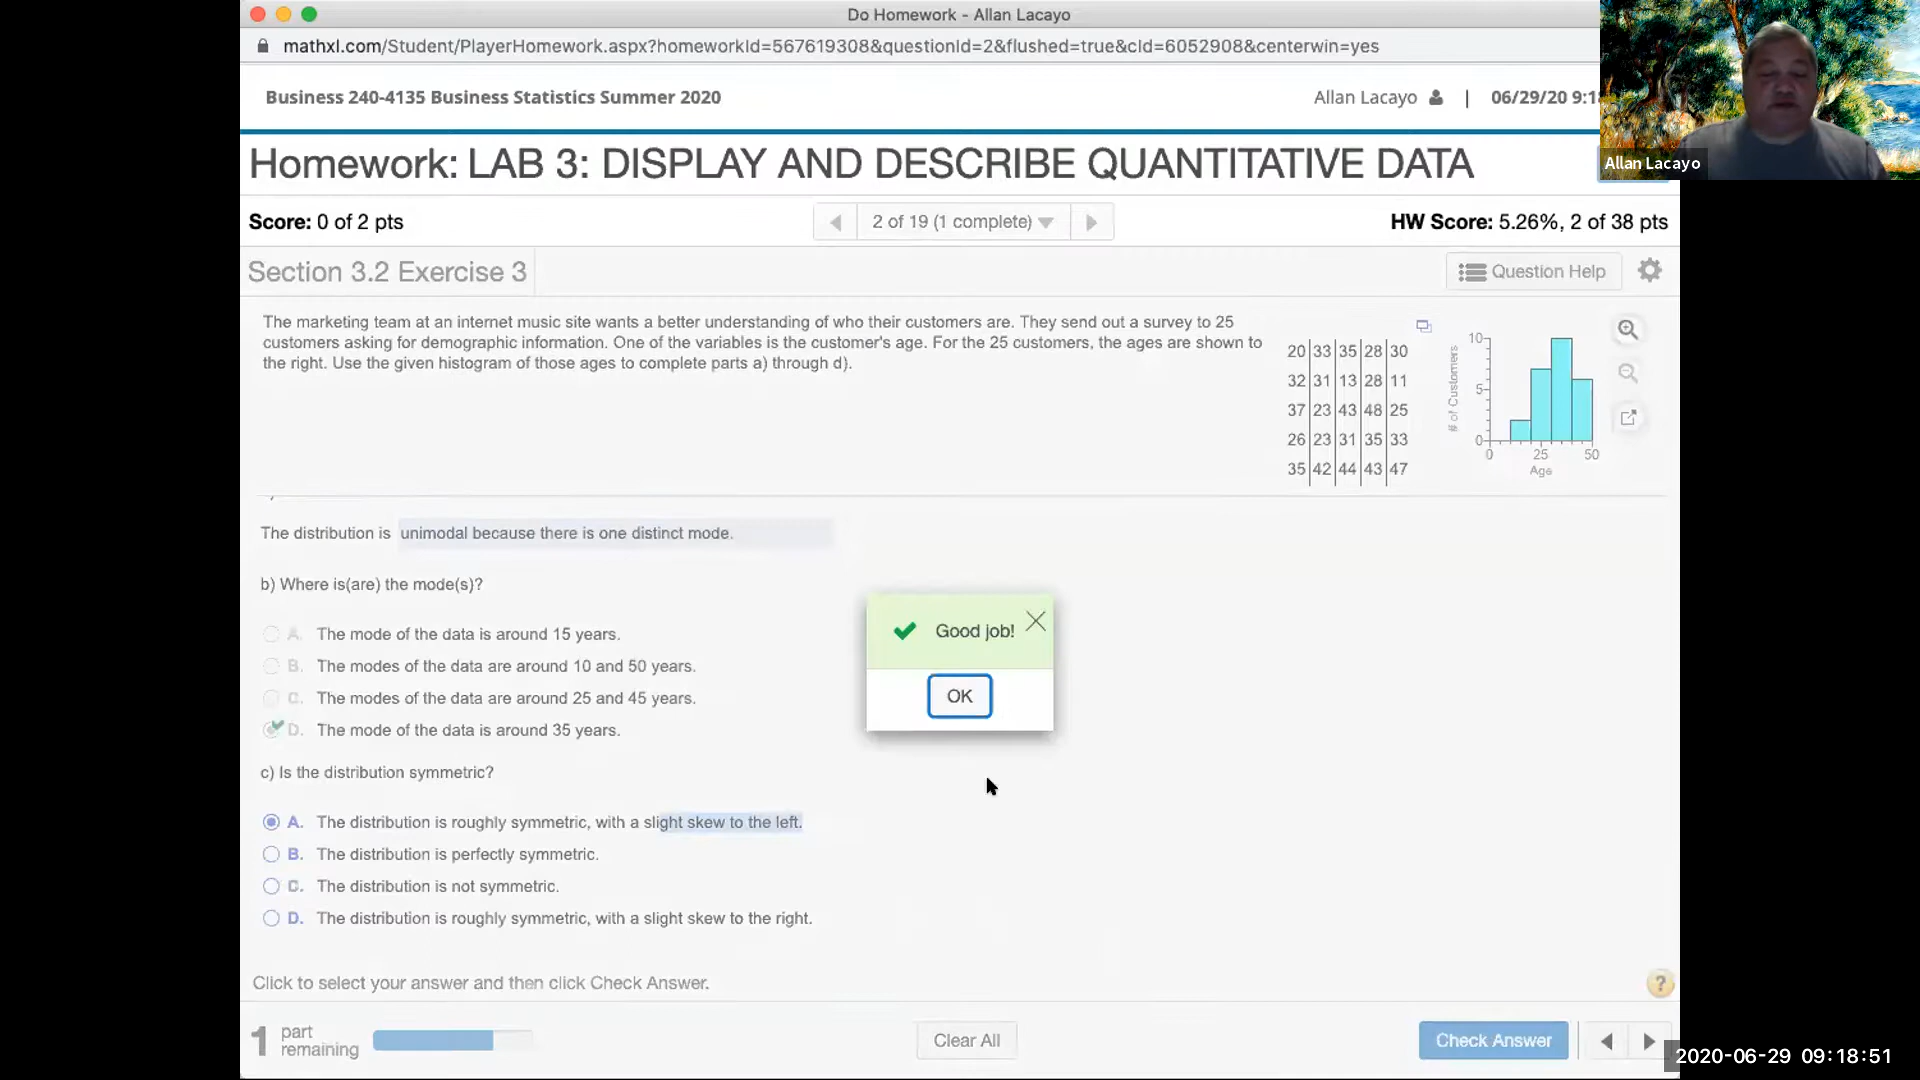 Do Homework - Allan Lacayo
mathxl.com/Student/PlayerHomework.aspx?homeworkId=567619308&questionId=2&flushed=true&cId=6052908&centerwin=yes
Business 240-4135 Business Statistics Summer 2020
Allan Lacayo | 06/29/20 9:1
Allan Lacayo
Homework: LAB 3: DISPLAY AND DESCRIBE QUANTITATIVE DATA
Score: 0 of 2 pts
2 of 19 (1 complete)
HW Score: 5.26%, 2 of 38 pts
Section 3.2 Exercise 3
Question Help
The marketing team at an internet music site wants a better understanding of who their customers are. They send out a survey to 25
customers asking for demographic information. One of the variables is the customer's age. For the 25 customers, the ages are shown to
the right. Use the given histogram of those ages to complete parts a) through d).
20 33 35 28 30
32 31 13 28 11
37 23 43 48 25
26 23 31 35 33
35 42 44 43 47
# of Customers
10
5
0
0 25 50
Age
The distribution is unimodal because there is one distinct mode.
b) Where is(are) the mode(s)?
A. The mode of the data is around 15 years.
B. The modes of the data are around 10 and 50 years.
C. The modes of the data are around 25 and 45 years.
D. The mode of the data is around 35 years.
Good job!
OK
c) Is the distribution symmetric?
A. The distribution is roughly symmetric, with a slight skew to the left.
B. The distribution is perfectly symmetric.
C. The distribution is not symmetric.
D. The distribution is roughly symmetric, with a slight skew to the right.
Click to select your answer and then click Check Answer.
?
1 part
remaining
Clear All
Check Answer
2020-06-29 09:18:51